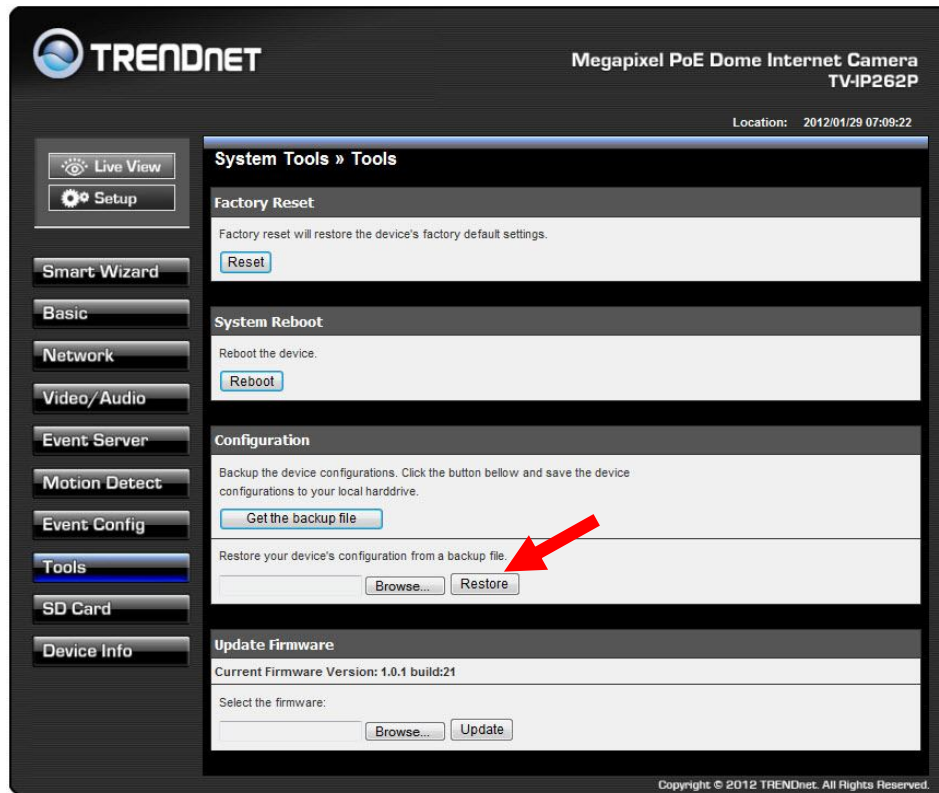 TRENDNET
Megapixel PoE Dome Internet Camera
TV-IP262P
Location: 2012/01/29 07:09:22
Live View
Setup
Smart Wizard
Basic
Network
Video/Audio
Event Server
Motion Detect
Event Config
Tools
SD Card
Device Info
System Tools » Tools
Factory Reset
Factory reset will restore the device's factory default settings.
Reset
System Reboot
Reboot the device.
Reboot
Configuration
Backup the device configurations. Click the button bellow and save the device
configurations to your local harddrive.
Get the backup file
Restore your device's configuration from a backup file.
Browse... Restore
Update Firmware
Current Firmware Version: 1.0.1 build:21
Select the firmware:
Browse... Update
Copyright © 2012 TRENDnet. All Rights Reserved.